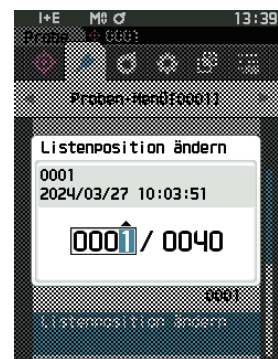 I+E M0 13:39
Probe 0001
Proben-Menü[0001]
Listenposition ändern
0001
2024/03/27 10:03:51
0001 / 0040
0001
Listenposition ändern